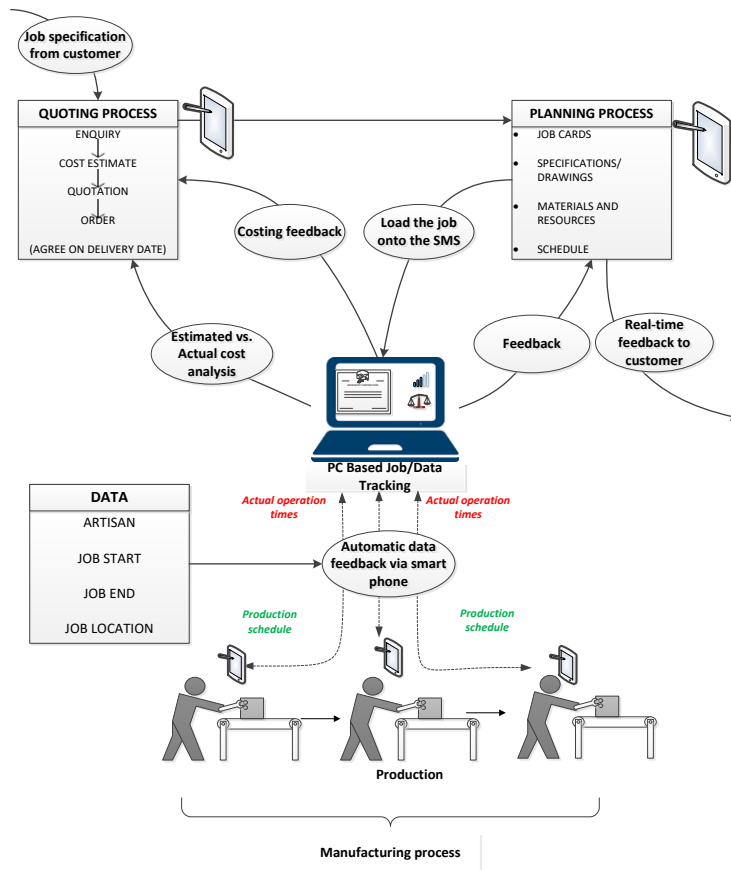 Job specification
from customer
QUOTING PROCESS
ENQUIRY
COST ESTIMATE
QUOTATION
ORDER
(AGREE ON DELIVERY DATE)
PLANNING PROCESS
• JOB CARDS
• SPECIFICATIONS/
DRAWINGS
• MATERIALS AND
RESOURCES
• SCHEDULE
Costing feedback
Load the job
onto the SMS
Estimated vs.
Actual cost
analysis
Feedback
Real-time
feedback to
customer
PC Based Job/Data
Tracking
Actual operation
times
Actual operation
times
DATA
ARTISAN
JOB START
JOB END
JOB LOCATION
Automatic data
feedback via smart
phone
Production
schedule
Production
schedule
Production
Manufacturing process